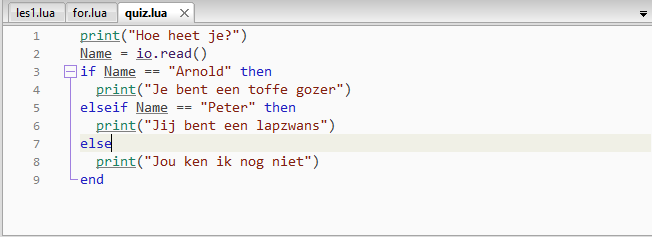 les1.lua for.lua quiz.lua
1 print("Hoe heet je?")
2 Name = io.read()
3 if Name == "Arnold" then
4 print("Je bent een toffe gozer")
5 elseif Name == "Peter" then
6 print("Jij bent een lapzwans")
7 else
8 print("Jou ken ik nog niet")
9 end